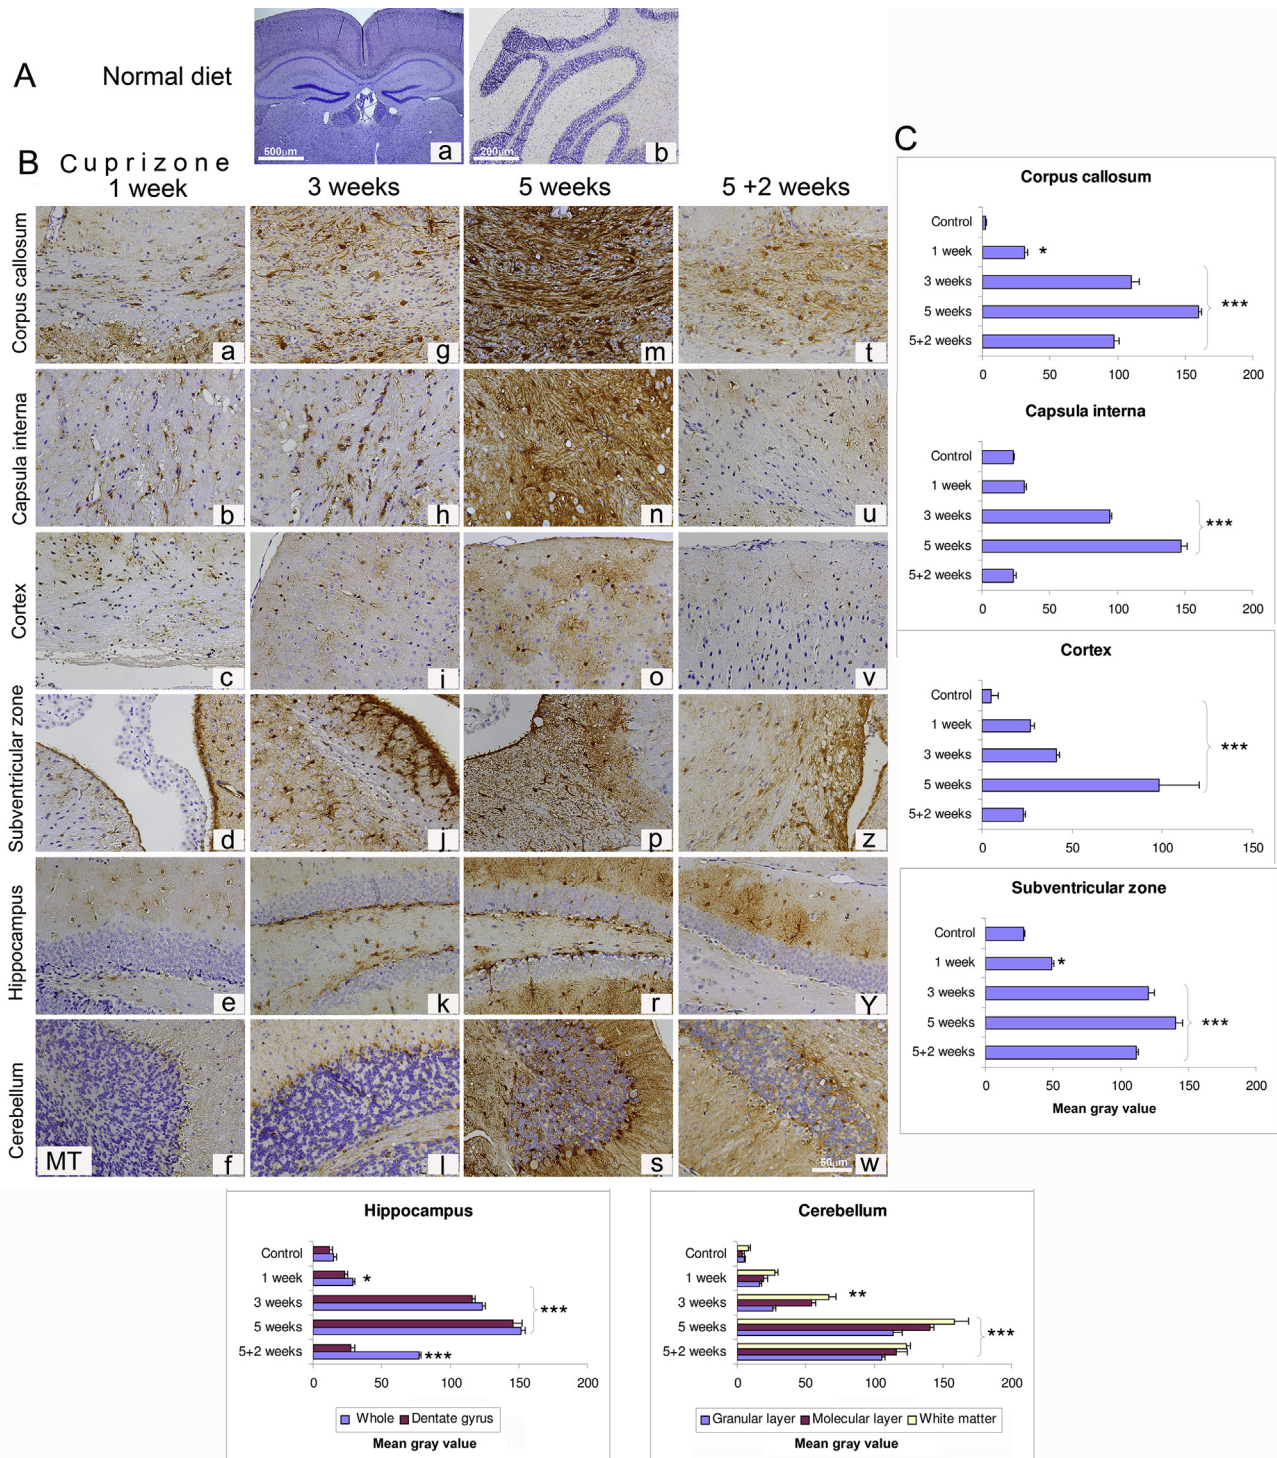 A
Normal diet
500µm
a
200µm
b
B
Cuprizone
1 week
3 weeks
5 weeks
5 +2 weeks
Corpus callosum
a
g
m
t
Capsula interna
b
h
n
u
Cortex
c
i
o
v
Subventricular zone
d
j
p
z
Hippocampus
e
k
r
Y
Cerebellum
MT
f
l
s
50µm
w
C
Corpus callosum
Control
1 week
*
3 weeks
5 weeks
***
5+2 weeks
0 50 100 150 200
Capsula interna
Control
1 week
3 weeks
***
5 weeks
5+2 weeks
0 50 100 150 200
Cortex
Control
1 week
***
3 weeks
5 weeks
5+2 weeks
0 50 100 150
Subventricular zone
Control
1 week
*
3 weeks
5 weeks
***
5+2 weeks
0 50 100 150 200
Mean gray value
Hippocampus
Control
1 week
*
3 weeks
***
5 weeks
5+2 weeks
***
0 50 100 150 200
Whole Dentate gyrus
Mean gray value
Cerebellum
Control
1 week
3 weeks
**
5 weeks
***
5+2 weeks
0 50 100 150 200
Granular layer Molecular layer White matter
Mean gray value